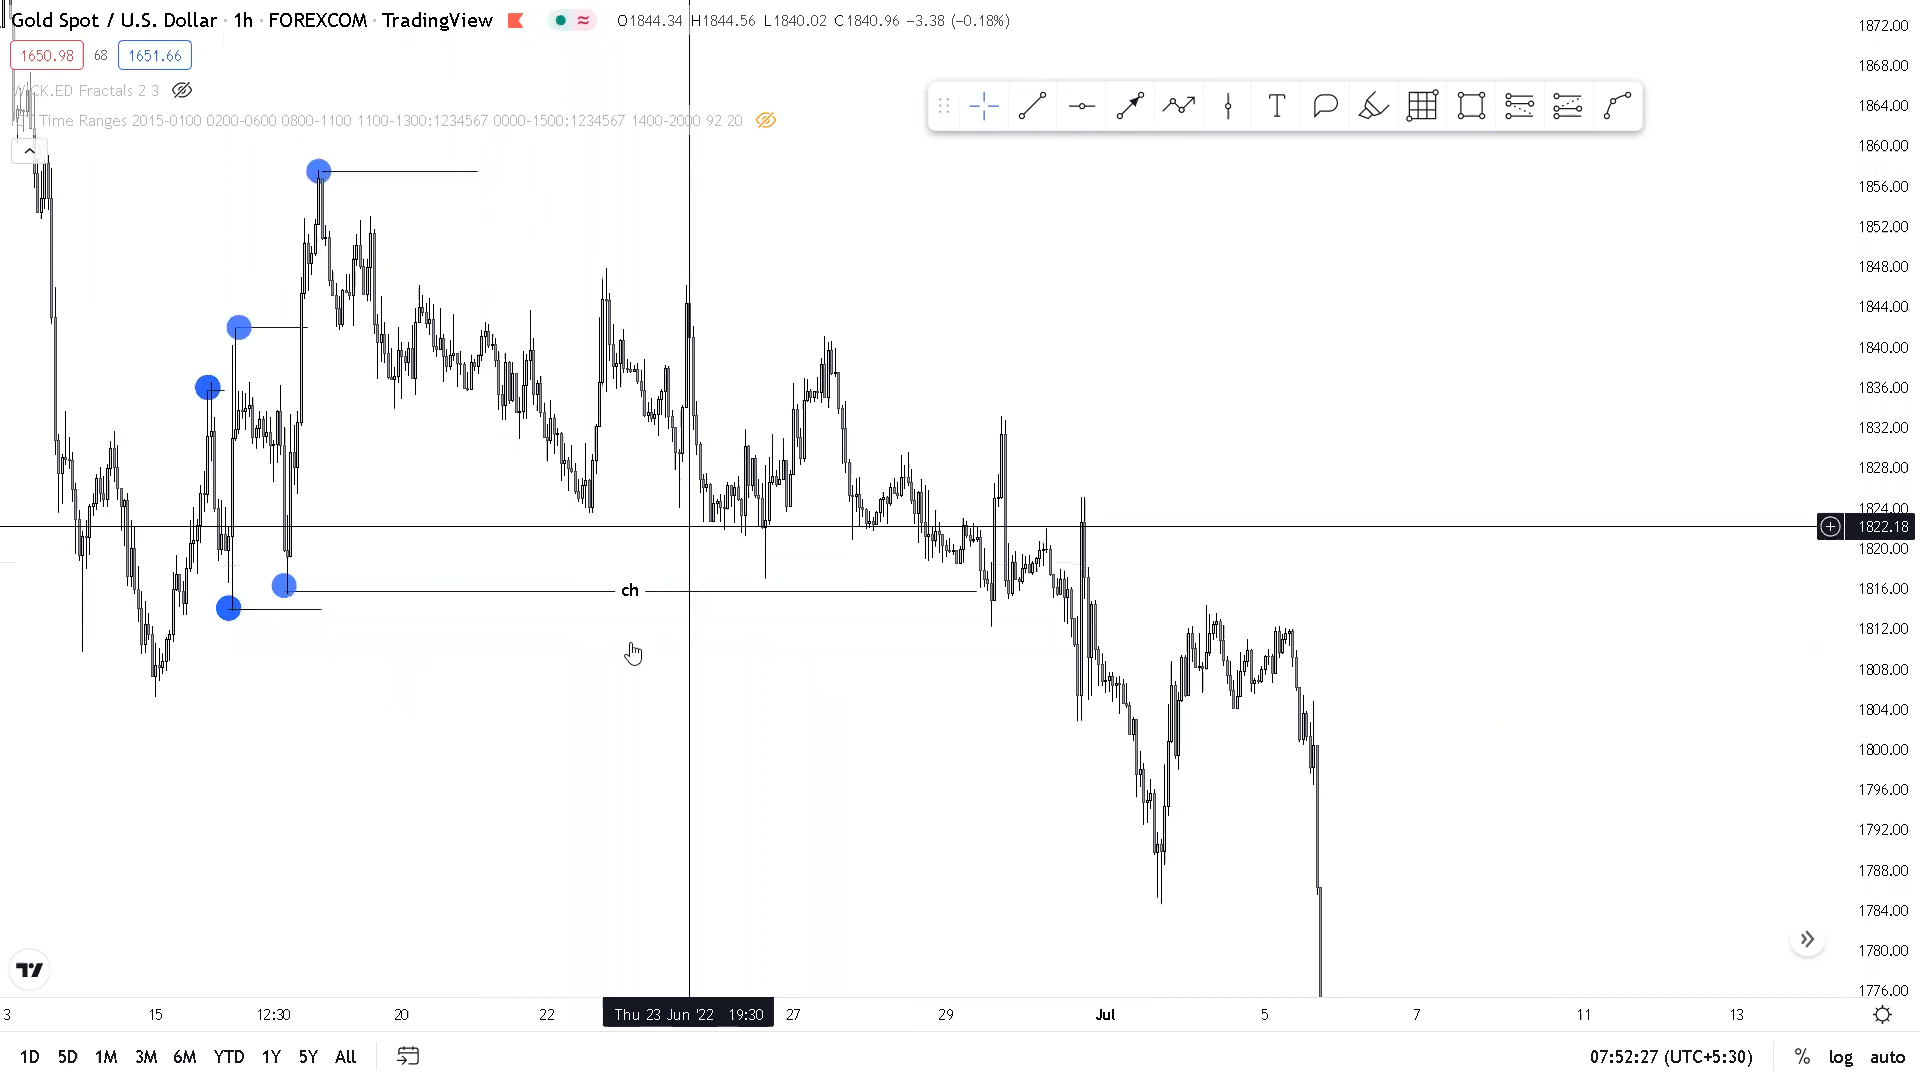 Gold Spot / U.S. Dollar · 1h · FOREXCOM · TradingView
O1844.34 H1844.56 L1840.02 C1840.96 −3.38 (−0.18%)
1650.98 68 1651.66
CK.ED Fractals 2 3
Time Ranges 2015-0100 0200-0600 0800-1100 1100-1300:1234567 0000-1500:1234567 1400-2000 92 20
T
1872.00
1868.00
1864.00
1860.00
1856.00
1852.00
1848.00
1844.00
1840.00
1836.00
1832.00
1828.00
1824.00
1822.18
1820.00
1816.00
1812.00
1808.00
1804.00
1800.00
1796.00
1792.00
1788.00
1784.00
1780.00
1776.00
ch
3 15 12:30 20 22 Thu 23 Jun '22 19:30 27 29 Jul 5 7 11 13
1D 5D 1M 3M 6M YTD 1Y 5Y All
07:52:27 (UTC+5:30) % log auto